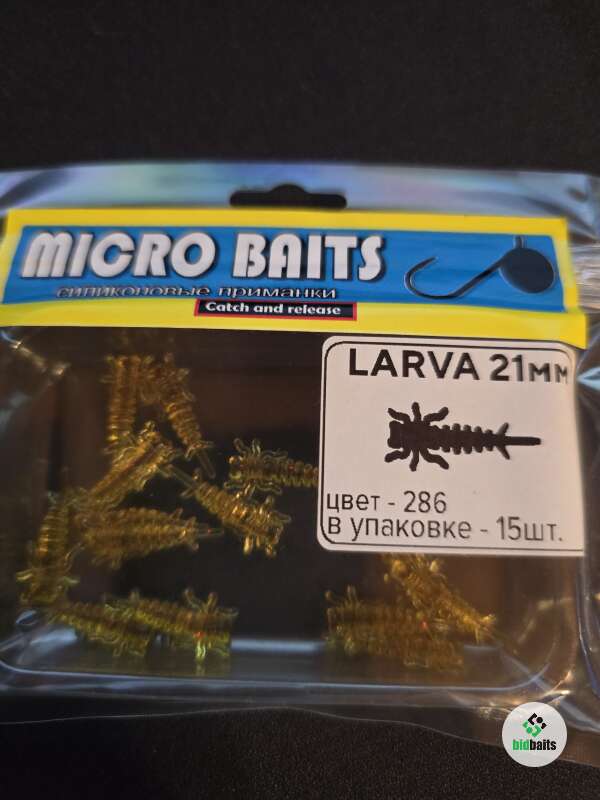 MICRO BAITS
силиконовые приманки
Catch and release
LARVA 21мм
цвет - 286
в упаковке - 15шт.
bidbaits